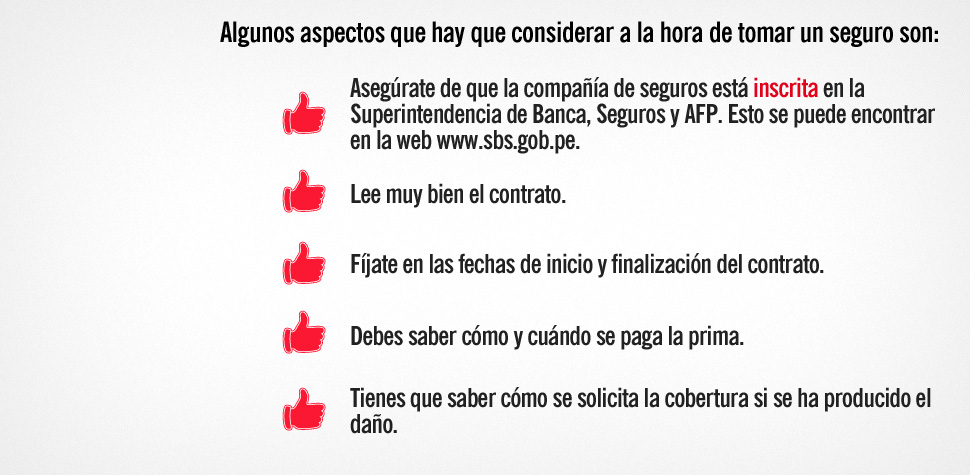 Algunos aspectos que hay que considerar a la hora de tomar un seguro son:
Asegúrate de que la compañía de seguros está inscrita en la
Superintendencia de Banca, Seguros y AFP. Esto se puede encontrar
en la web www.sbs.gob.pe.
Lee muy bien el contrato.
Fíjate en las fechas de inicio y finalización del contrato.
Debes saber cómo y cuándo se paga la prima.
Tienes que saber cómo se solicita la cobertura si se ha producido el
daño.